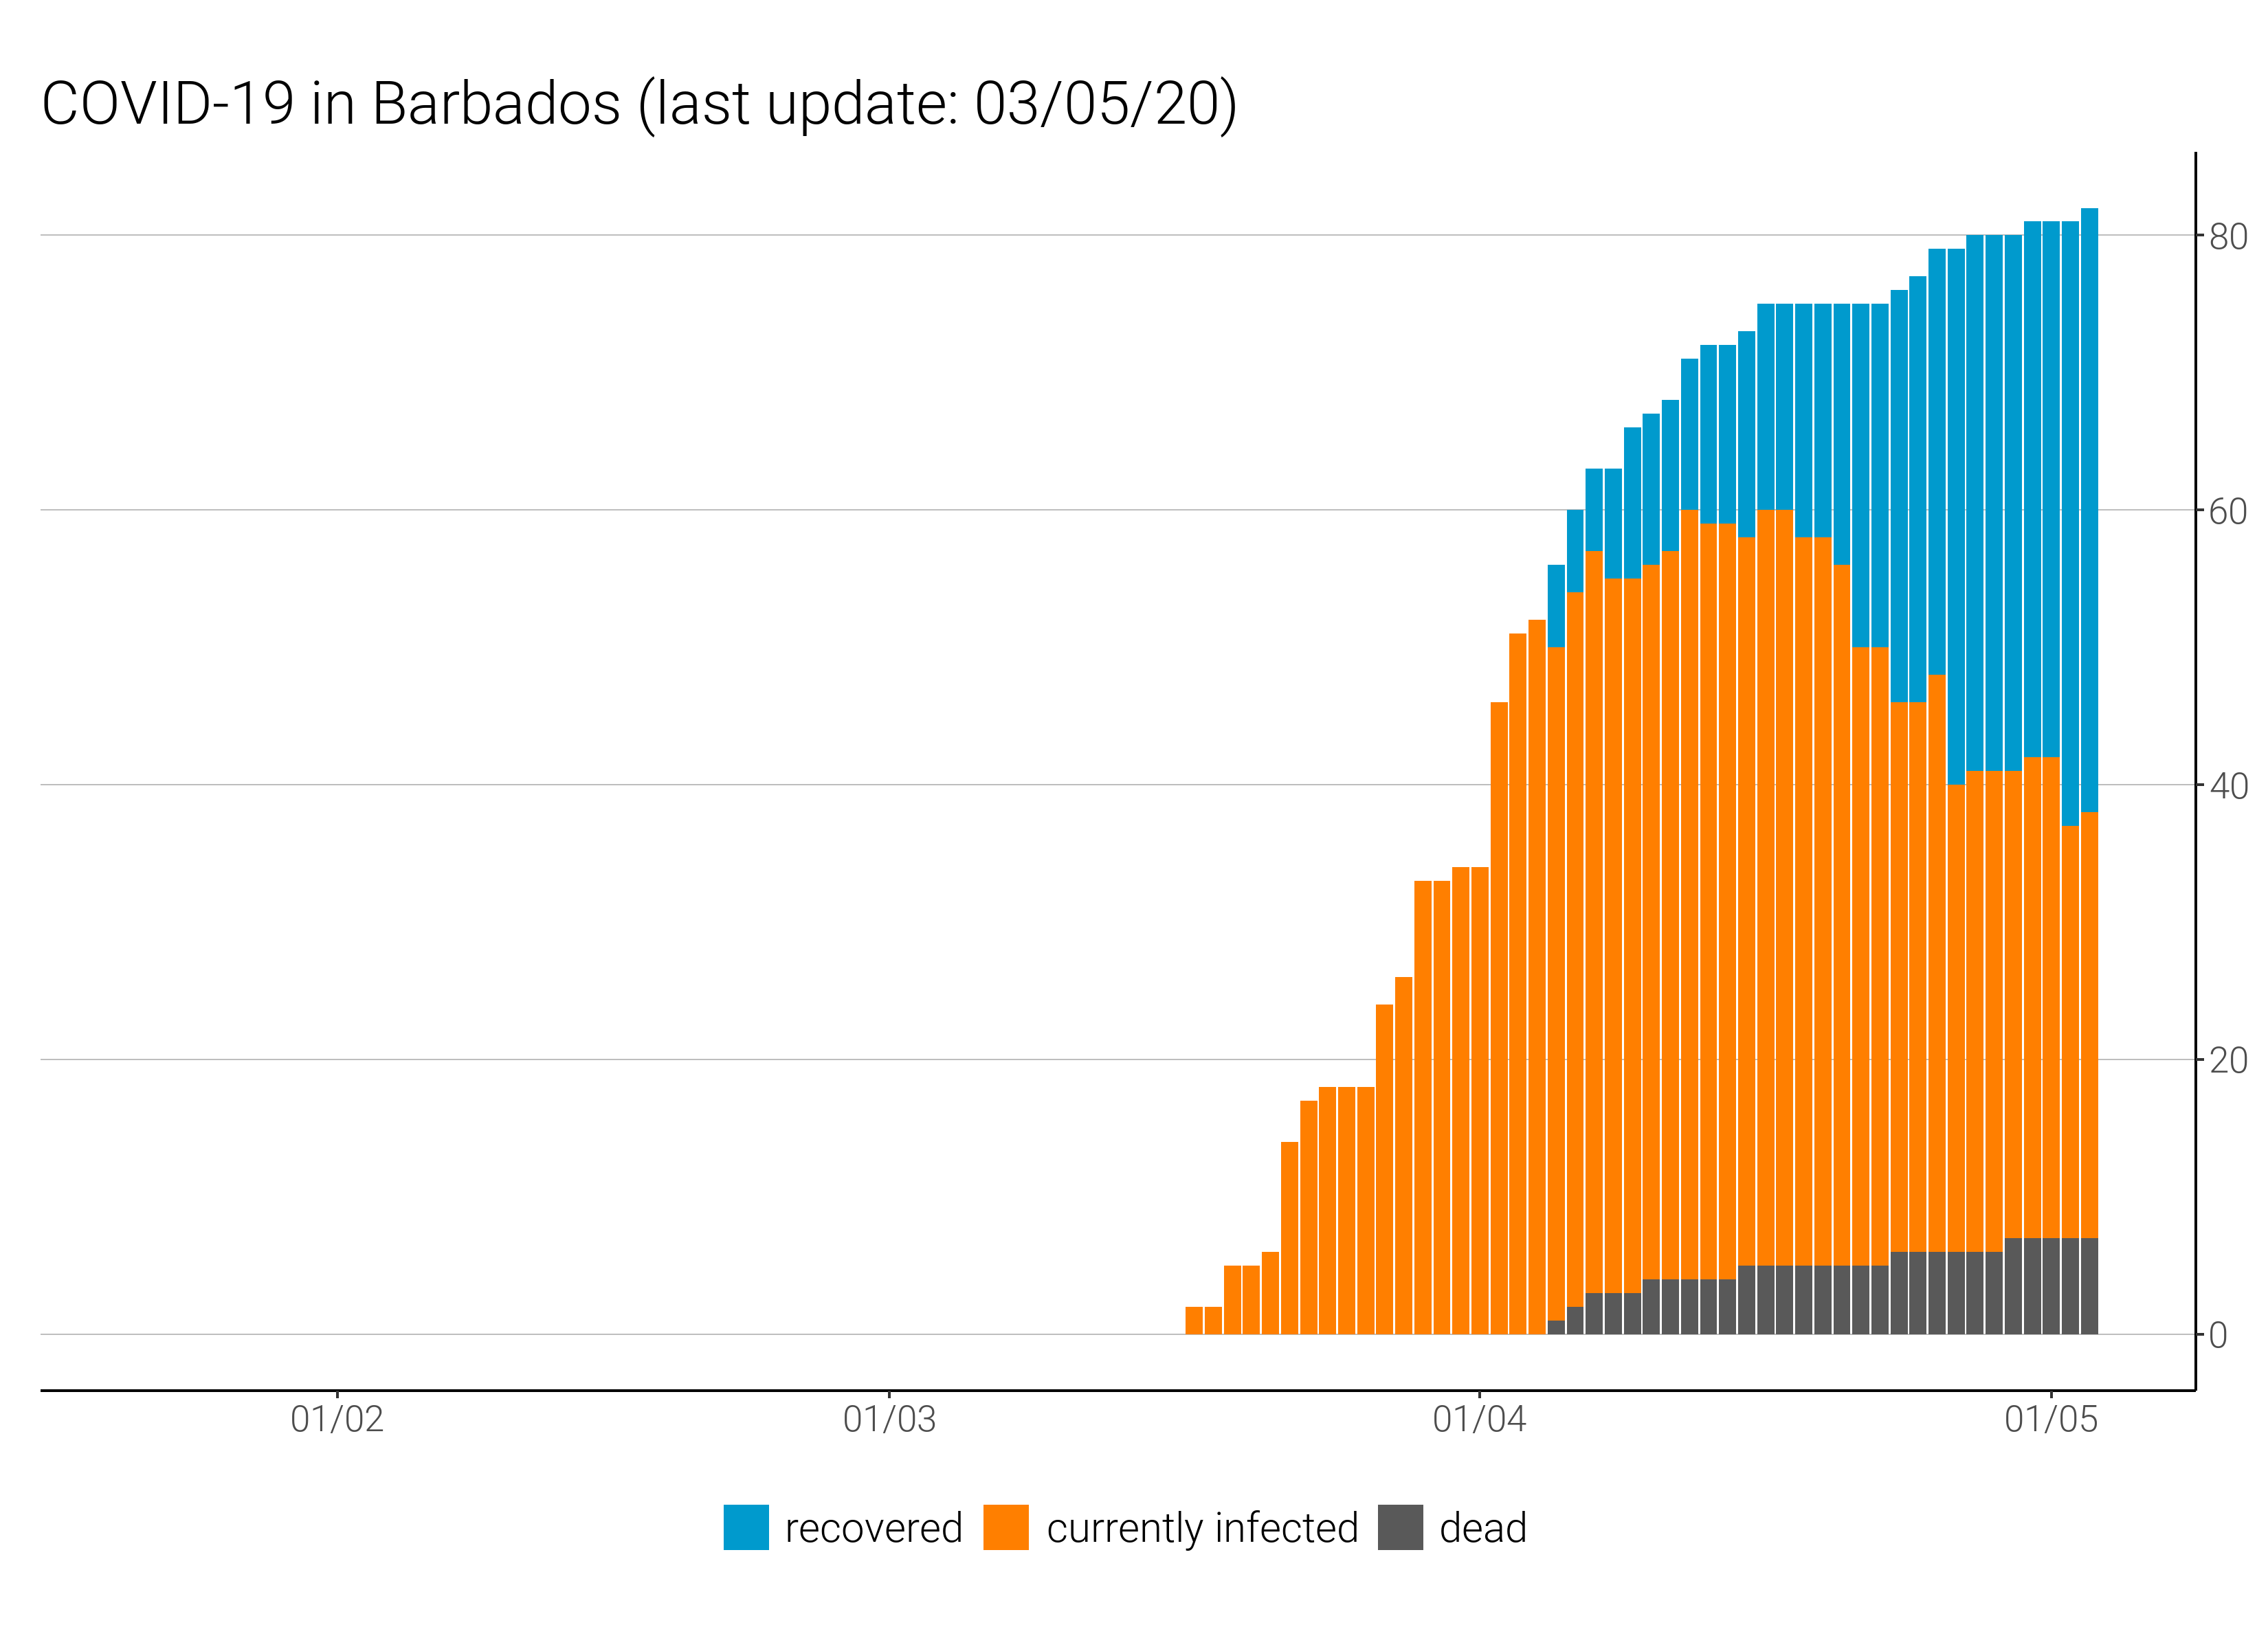 COVID-19 in Barbados (last update: 03/05/20)
80
60
40
20
0
01/02 01/03 01/04 01/05
recovered currently infected dead